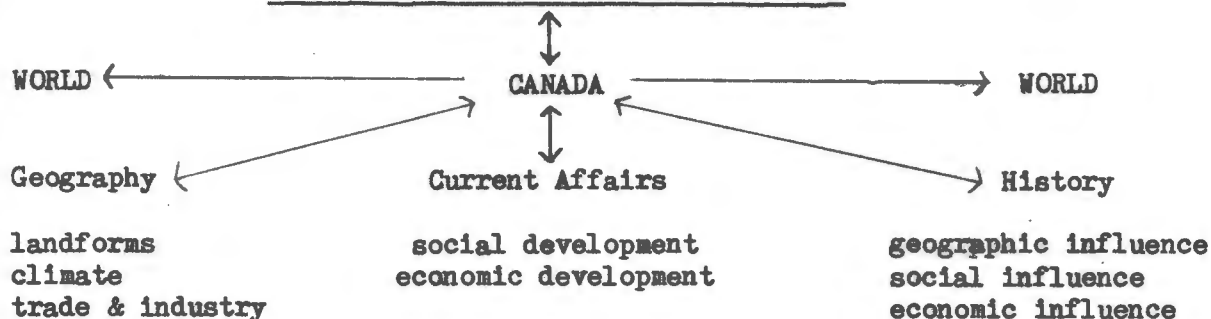 WORLD CANADA WORLD
Geography Current Affairs History
landforms social development geographic influence
climate economic development social influence
trade & industry economic influence